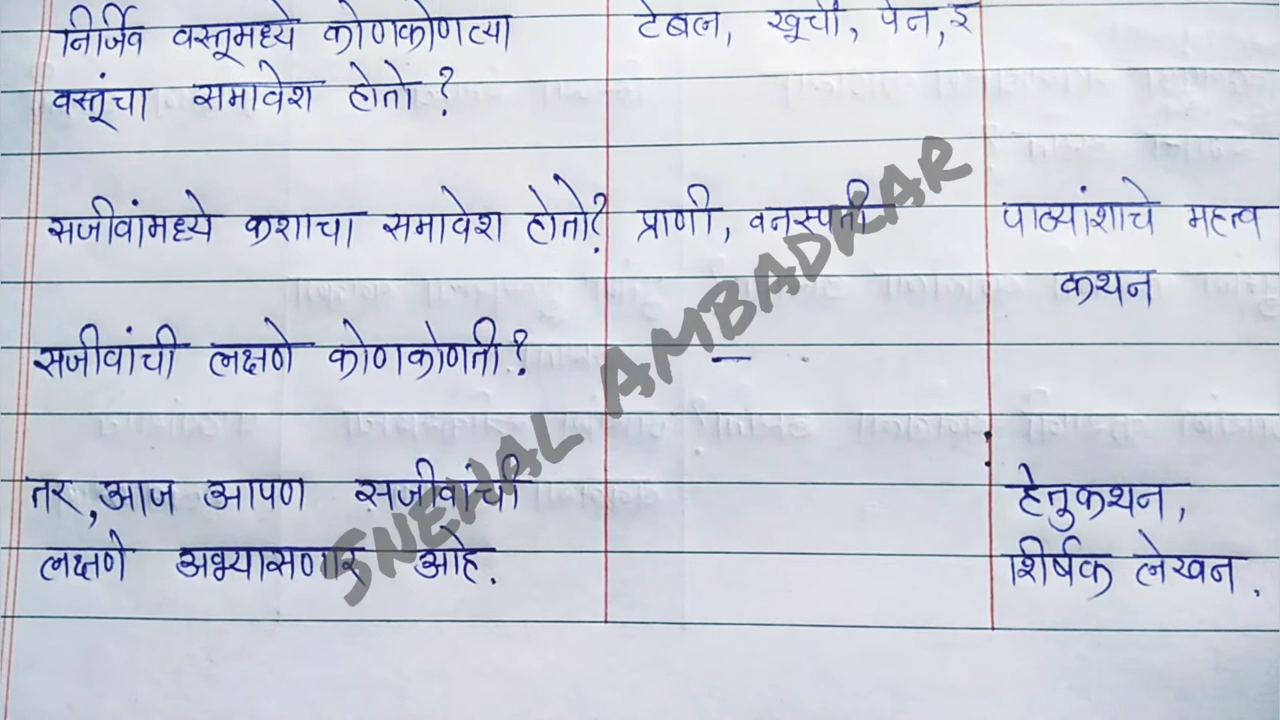 निर्जिव वस्तूमध्ये कोणकोणत्या
टेबल, खूर्ची, पेन, इ
वस्तूंचा समावेश होतो?
सजीवांमध्ये कशाचा समावेश होतो?
प्राणी, वनस्पती
पाठ्यांशाचे महत्व
कथन
सजीवांची लक्षणे कोणकोणती?
—
तर, आज आपण सजीवांची
लक्षणे अभ्यासणार आहे.
हेतुकथन,
शिर्षक लेखन.
SNEHAL AMBADKAR